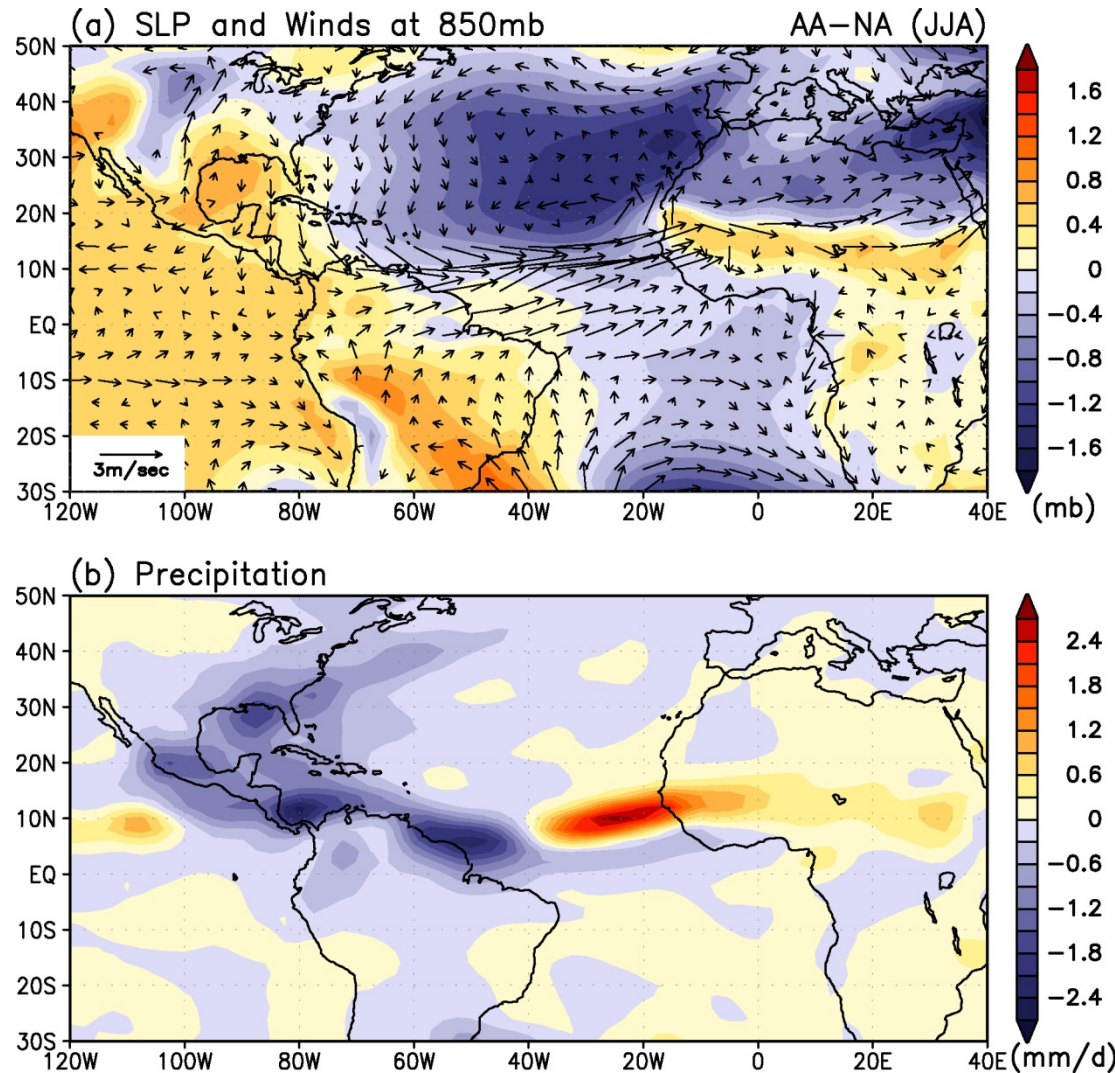 (a) SLP and Winds at 850mb AA−NA (JJA)
50N
40N
30N
20N
10N
EQ
10S
20S
30S
3m/sec
120W 100W 80W 60W 40W 20W 0 20E 40E
1.6
1.2
0.8
0.4
0
−0.4
−0.8
−1.2
−1.6
(mb)
(b) Precipitation
50N
40N
30N
20N
10N
EQ
10S
20S
30S
120W 100W 80W 60W 40W 20W 0 20E 40E
2.4
1.8
1.2
0.6
0
−0.6
−1.2
−1.8
−2.4
(mm/d)